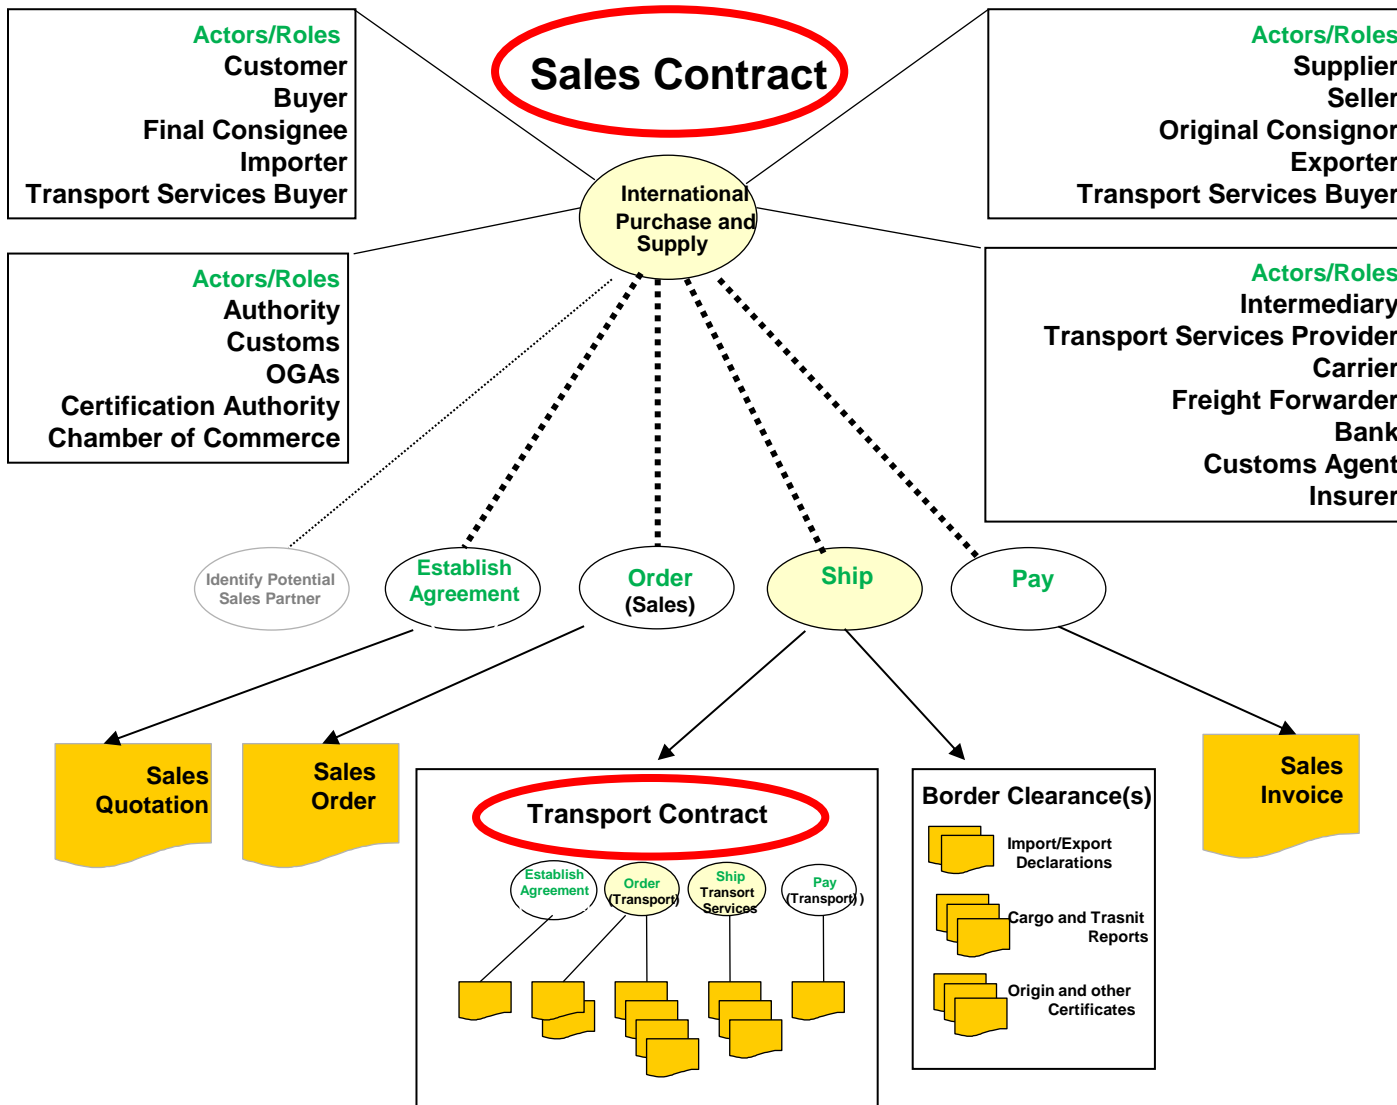 Actors/Roles
Customer
Buyer
Final Consignee
Importer
Transport Services Buyer
Sales Contract
Actors/Roles
Supplier
Seller
Original Consignor
Exporter
Transport Services Buyer
International
Purchase and
Supply
Actors/Roles
Authority
Customs
OGAs
Certification Authority
Chamber of Commerce
Actors/Roles
Intermediary
Transport Services Provider
Carrier
Freight Forwarder
Bank
Customs Agent
Insurer
Identify Potential
Sales Partner
Establish
Agreement
Order
(Sales)
Ship
Pay
Sales
Quotation
Sales
Order
Sales
Invoice
Transport Contract
Establish
Agreement
Order
(Transport)
Ship
Transort
Services
Pay
(Transport))
Border Clearance(s)
Import/Export
Declarations
Cargo and Trasnit
Reports
Origin and other
Certificates